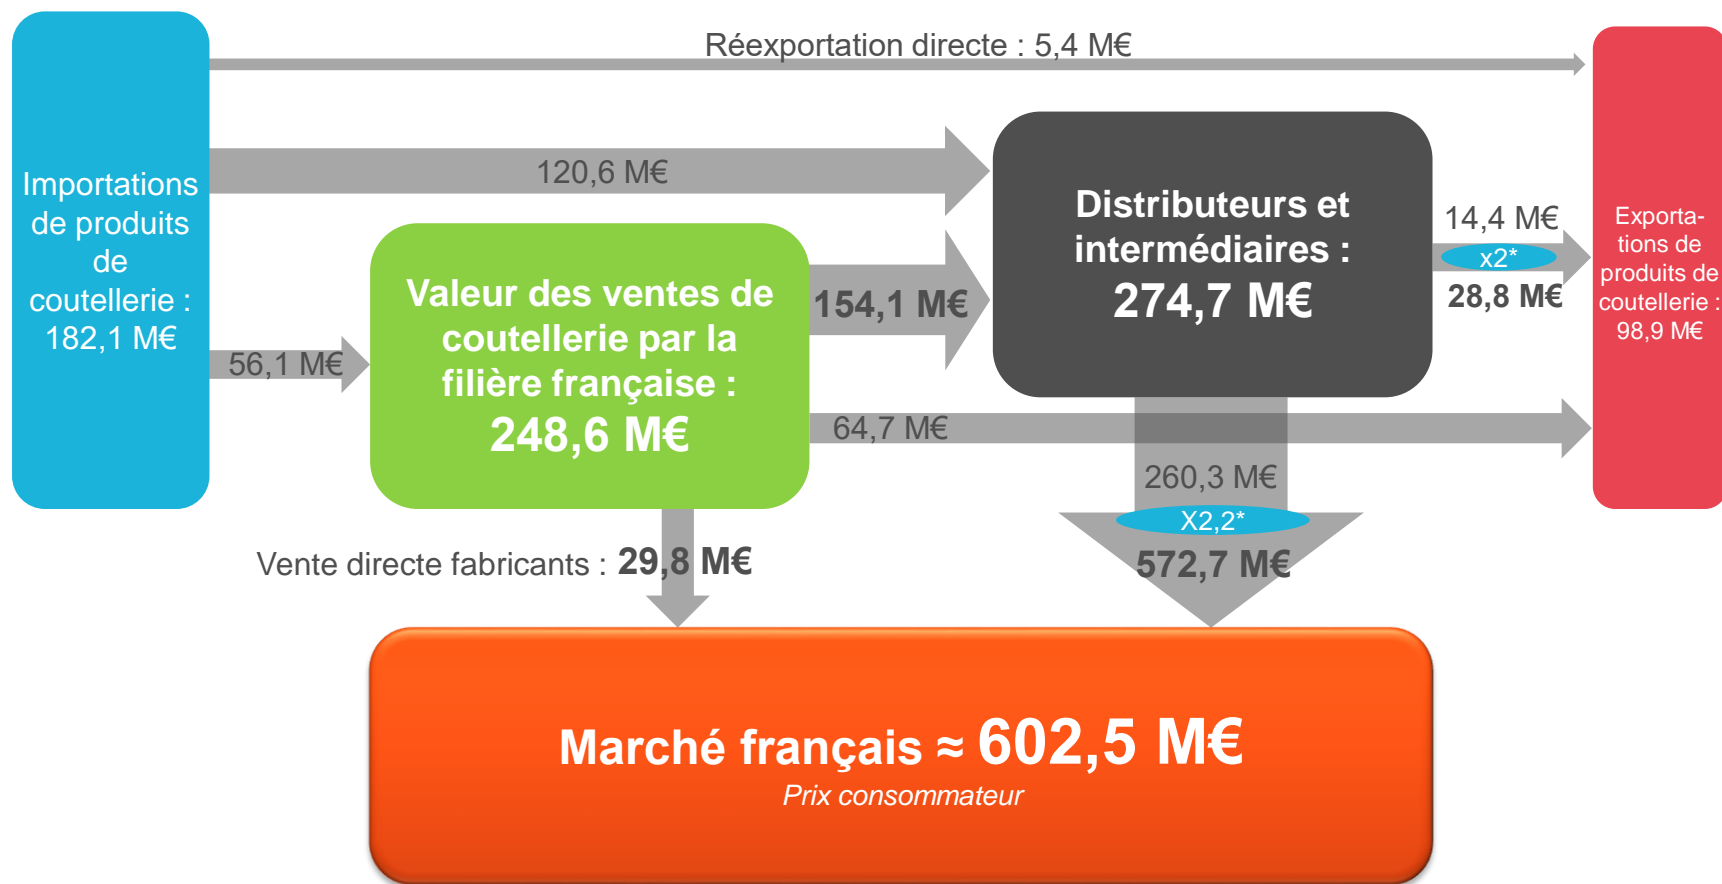 Réexportation directe : 5,4 M€
Importations
de produits
de
coutellerie :
182,1 M€
120,6 M€
56,1 M€
Valeur des ventes de
coutellerie par la
filière française :
248,6 M€
154,1 M€
64,7 M€
Distributeurs et
intermédiaires :
274,7 M€
14,4 M€
x2*
28,8 M€
Exporta-
tions de
produits de
coutellerie :
98,9 M€
260,3 M€
X2,2*
572,7 M€
Vente directe fabricants : 29,8 M€
Marché français ≈ 602,5 M€
Prix consommateur